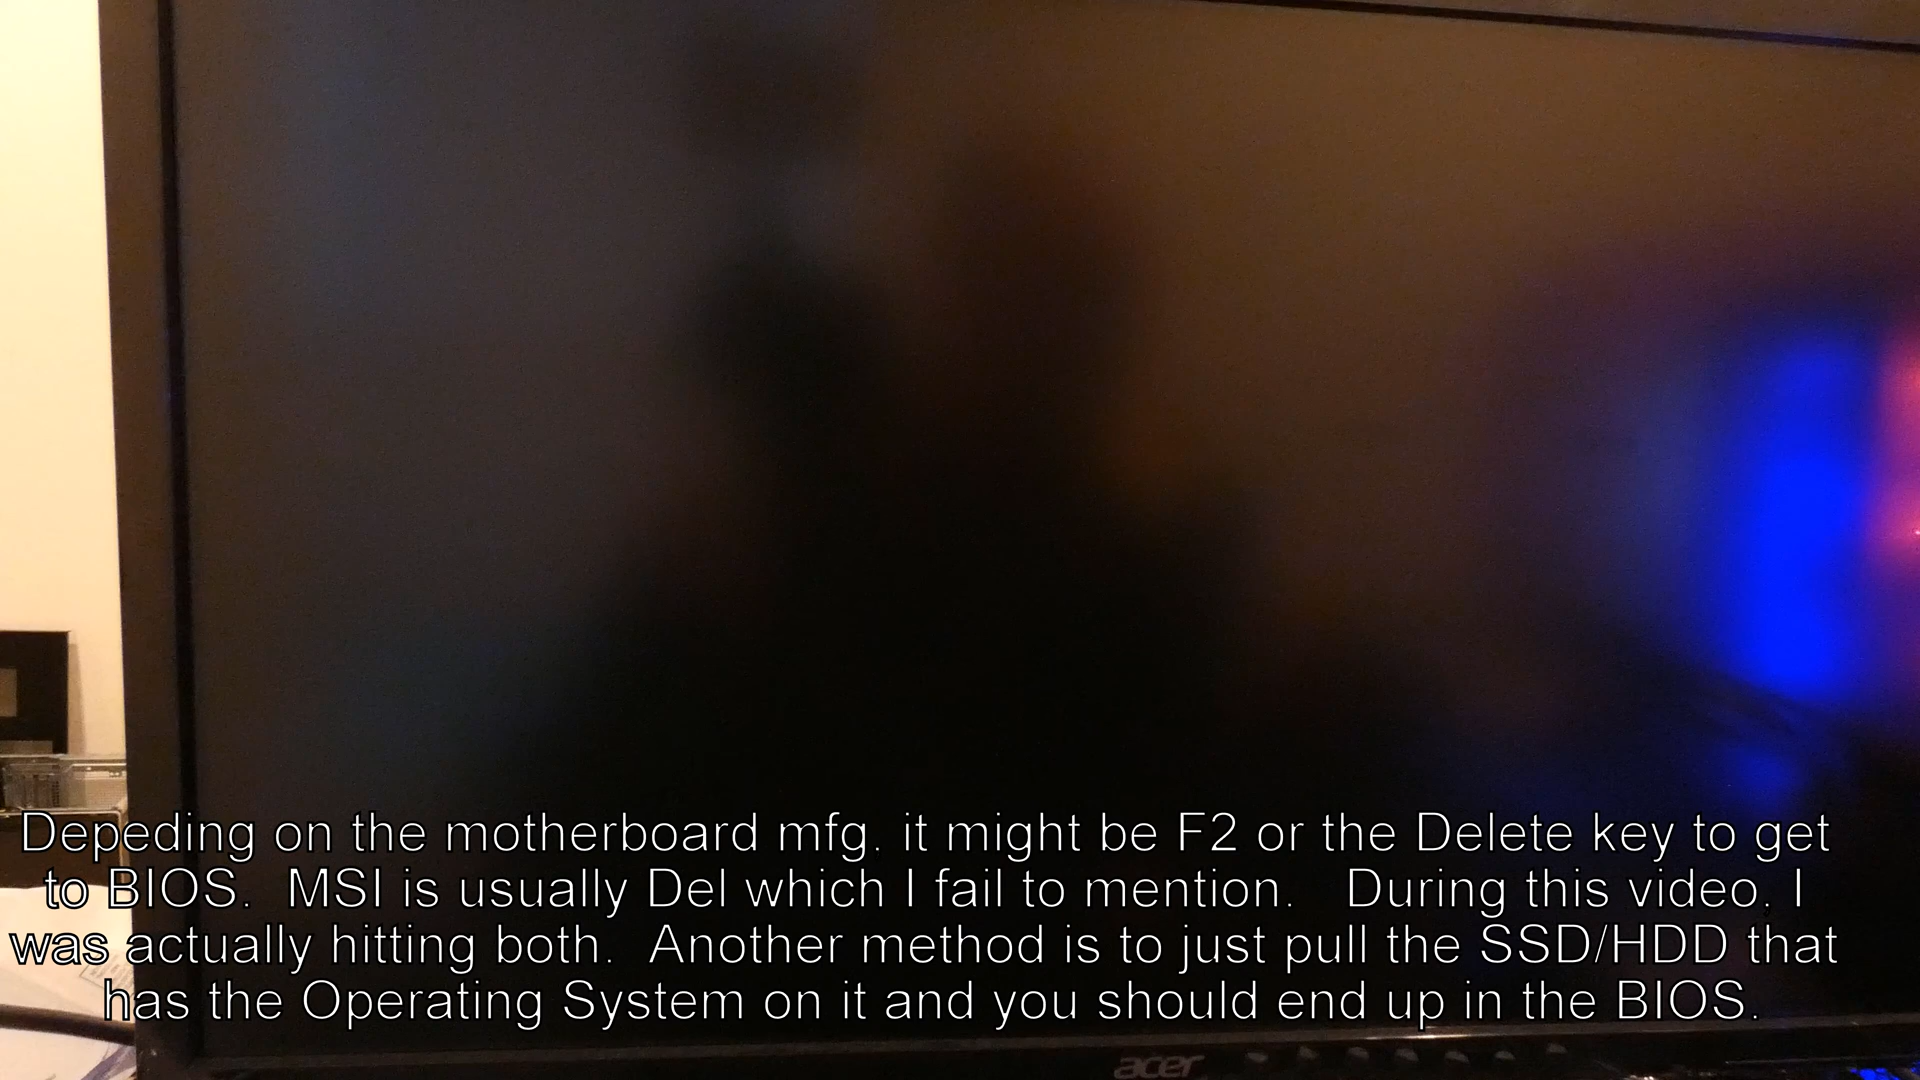 Depeding on the motherboard mfg. it might be F2 or the Delete key to get
to BIOS.  MSI is usually Del which I fail to mention.   During this video. I
was actually hitting both.  Another method is to just pull the SSD/HDD that
has the Operating System on it and you should end up in the BIOS.
acer